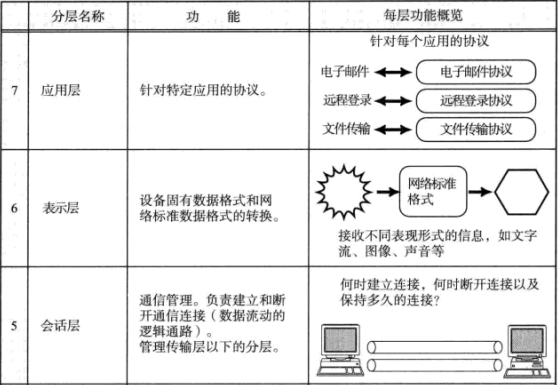 分层名称 功 能 每层功能概览
7 应用层 针对特定应用的协议。
针对每个应用的协议
电子邮件 电子邮件协议
远程登录 远程登录协议
文件传输 文件传输协议
6 表示层
设备固有数据格式和网
络标准数据格式的转换。
网络标准
格式
接收不同表现形式的信息，如文字
流、图像、声音等
5 会话层
通信管理。负责建立和断
开通信连接（数据流动的
逻辑通路）。
管理传输层以下的分层。
何时建立连接，何时断开连接以及
保持多久的连接？